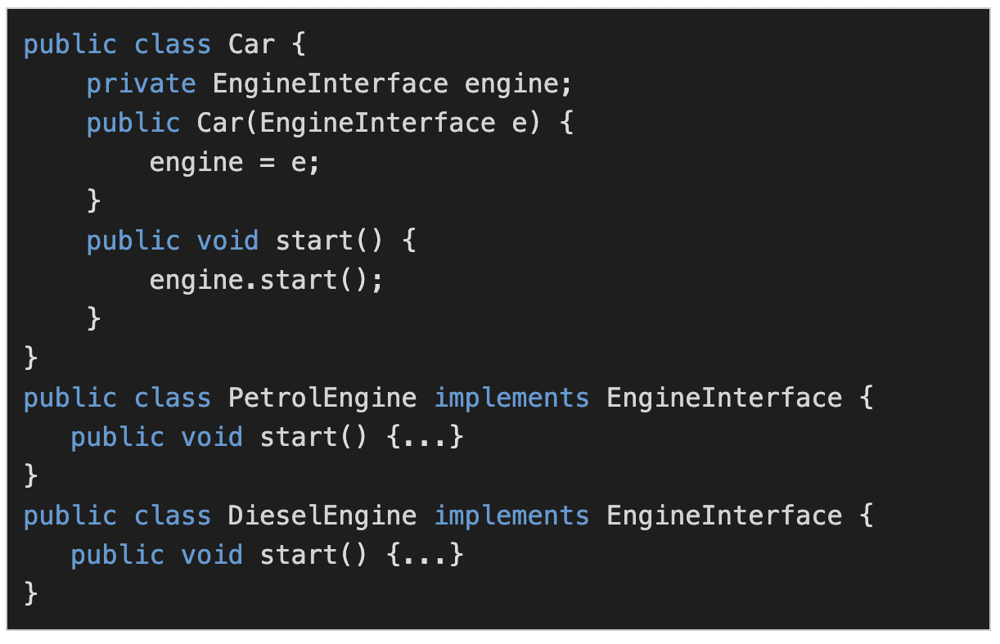 public class Car {
    private EngineInterface engine;
    public Car(EngineInterface e) {
        engine = e;
    }
    public void start() {
        engine.start();
    }
}
public class PetrolEngine implements EngineInterface {
   public void start() {...}
}
public class DieselEngine implements EngineInterface {
   public void start() {...}
}